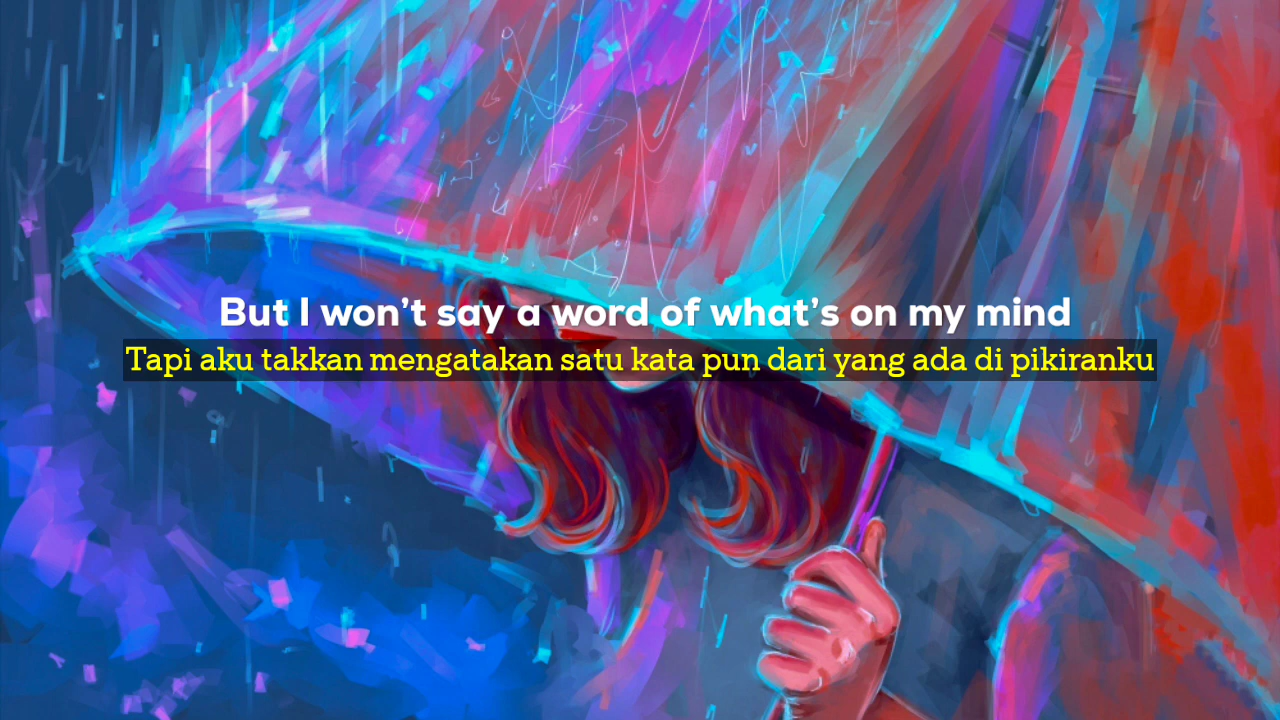 But I won’t say a word of what’s on my mind
Tapi aku takkan mengatakan satu kata pun dari yang ada di pikiranku